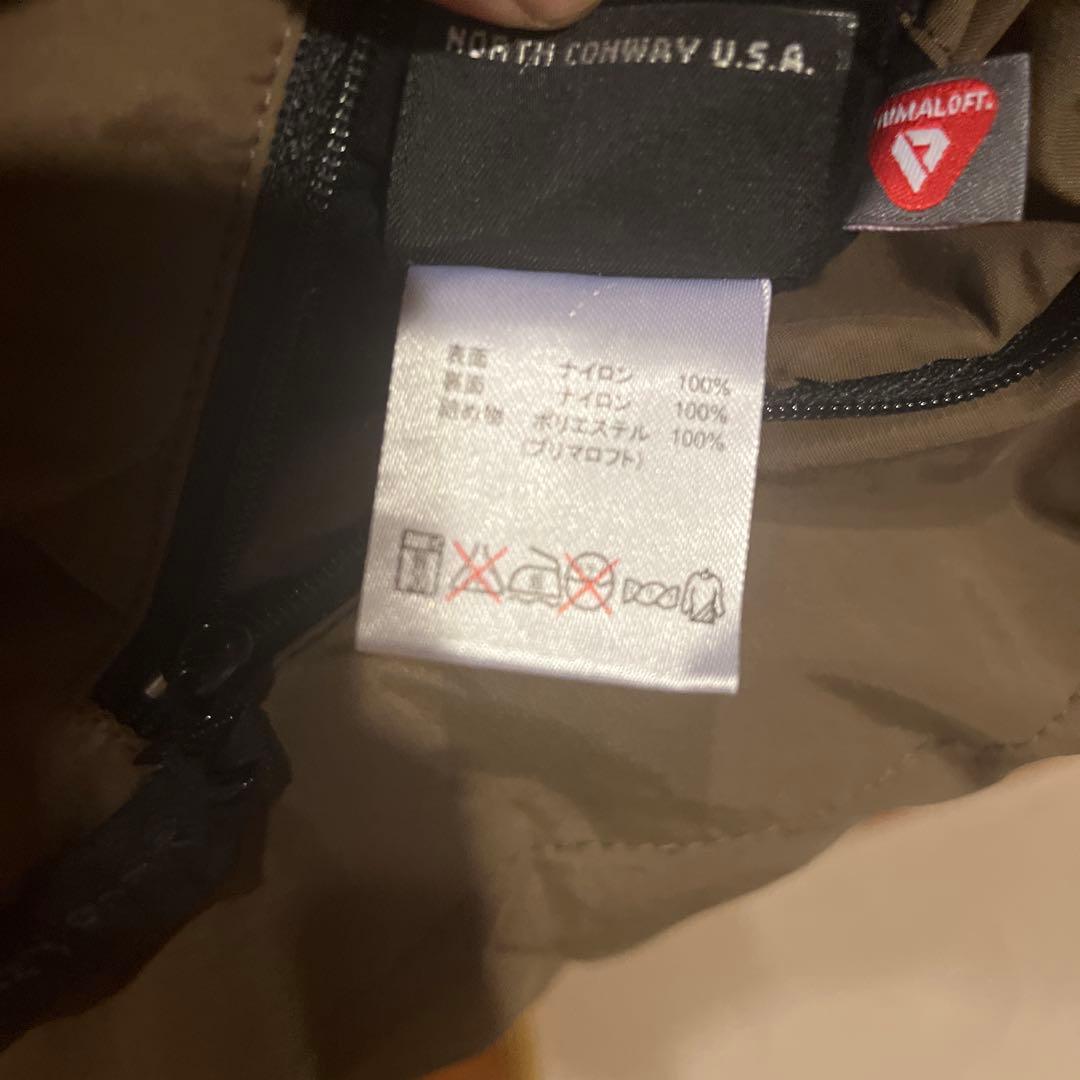 NORTH CONWAY U.S.A.
PRIMALOFT®
表面 ナイロン 100%
裏面 ナイロン 100%
詰め物 ポリエステル 100%
(プリマロフト)